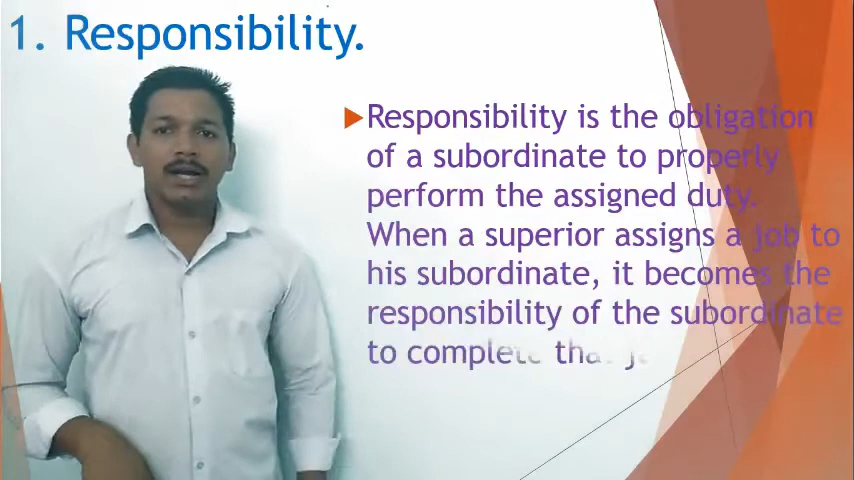 1. Responsibility.
Responsibility is the obligation
of a subordinate to properly
perform the assigned duty.
When a superior assigns a job to
his subordinate, it becomes the
responsibility of the subordinate
to complete that